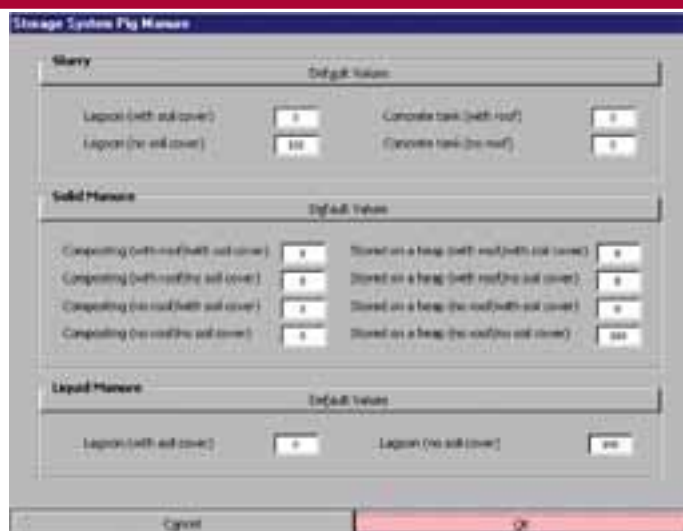 Storage System Pig Manure
Slurry
Default Values
Lagoon (with soil cover) 0 Concrete tank (with roof) 0
Lagoon (no soil cover) 100 Concrete tank (no roof) 0
Solid Manure
Default Values
Composting (with roof/with soil cover) 0 Stored on a heap (with roof/with soil cover) 0
Composting (with roof/no soil cover) 0 Stored on a heap (with roof/no soil cover) 0
Composting (no roof/with soil cover) 0 Stored on a heap (no roof/with soil cover) 0
Composting (no roof/no soil cover) 0 Stored on a heap (no roof/no soil cover) 100
Liquid Manure
Default Values
Lagoon (with soil cover) 0 Lagoon (no soil cover) 100
Cancel OK